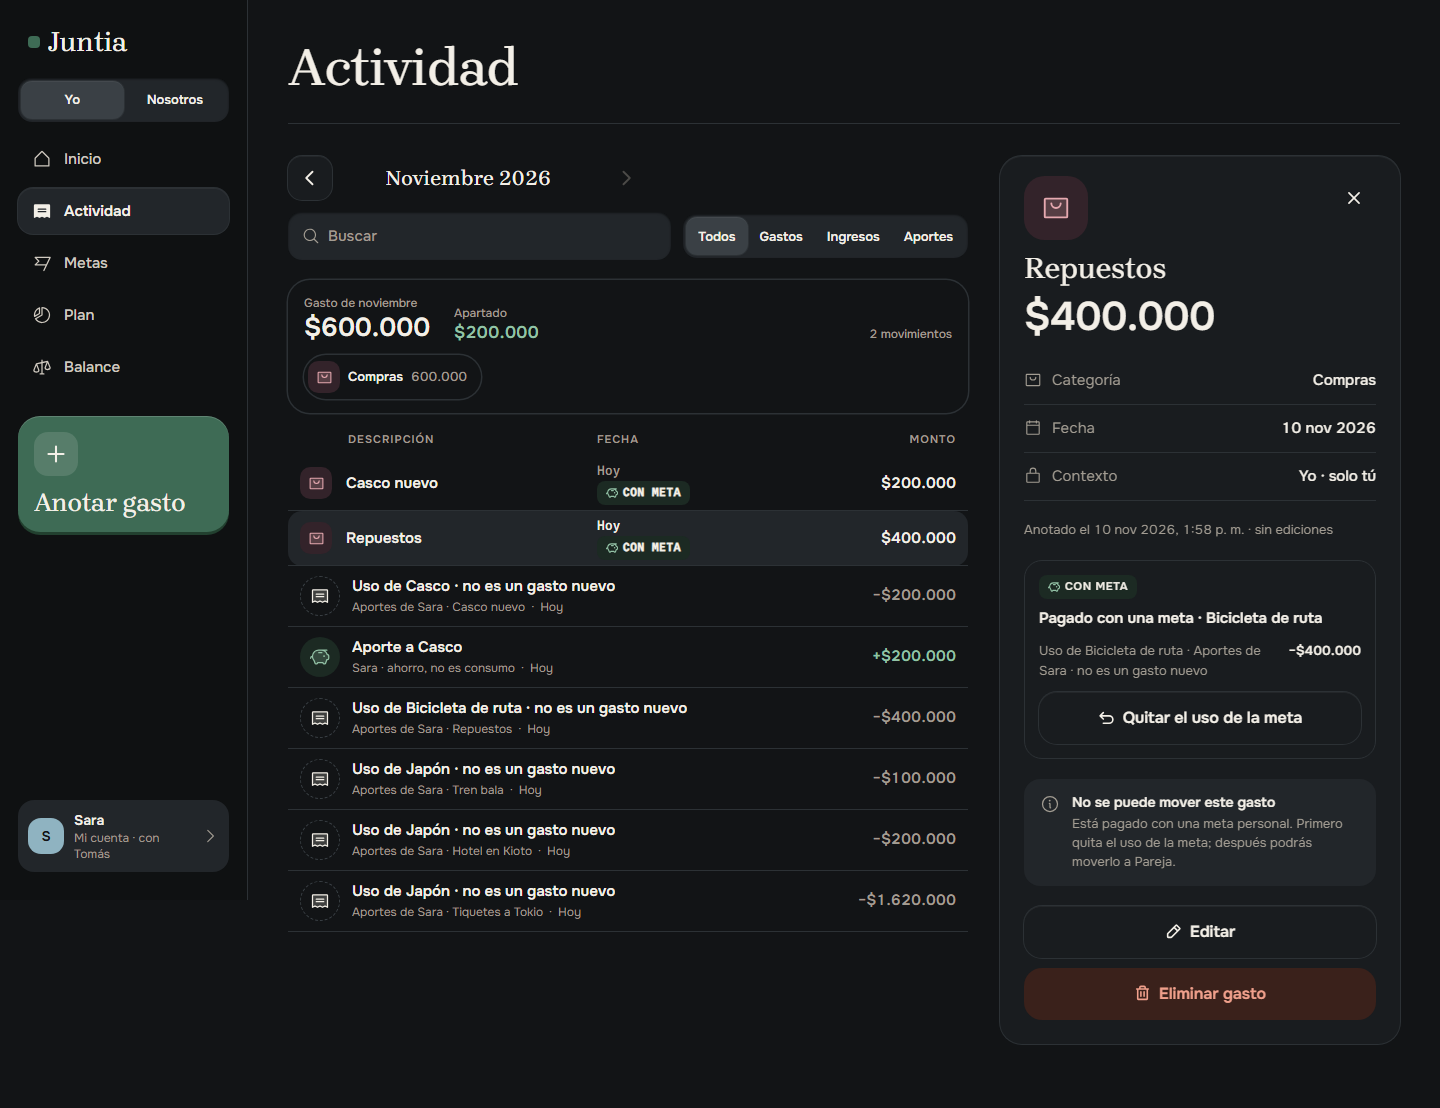 Juntia
Yo
Nosotros
Inicio
Actividad
Metas
Plan
Balance
Anotar gasto
S
Sara
Mi cuenta · con
Tomás
Actividad
Noviembre 2026
Buscar
Todos
Gastos
Ingresos
Aportes
Gasto de noviembre
$600.000
Apartado
$200.000
2 movimientos
Compras 600.000
DESCRIPCIÓN
FECHA
MONTO
Casco nuevo
Hoy
CON META
$200.000
Repuestos
Hoy
CON META
$400.000
Uso de Casco · no es un gasto nuevo
Aportes de Sara · Casco nuevo · Hoy
−$200.000
Aporte a Casco
Sara · ahorro, no es consumo · Hoy
+$200.000
Uso de Bicicleta de ruta · no es un gasto nuevo
Aportes de Sara · Repuestos · Hoy
−$400.000
Uso de Japón · no es un gasto nuevo
Aportes de Sara · Tren bala · Hoy
−$100.000
Uso de Japón · no es un gasto nuevo
Aportes de Sara · Hotel en Kioto · Hoy
−$200.000
Uso de Japón · no es un gasto nuevo
Aportes de Sara · Tiquetes a Tokio · Hoy
−$1.620.000
Repuestos
$400.000
Categoría
Compras
Fecha
10 nov 2026
Contexto
Yo · solo tú
Anotado el 10 nov 2026, 1:58 p. m. · sin ediciones
CON META
Pagado con una meta · Bicicleta de ruta
Uso de Bicicleta de ruta · Aportes de
Sara · no es un gasto nuevo
−$400.000
Quitar el uso de la meta
No se puede mover este gasto
Está pagado con una meta personal. Primero
quita el uso de la meta; después podrás
moverlo a Pareja.
Editar
Eliminar gasto